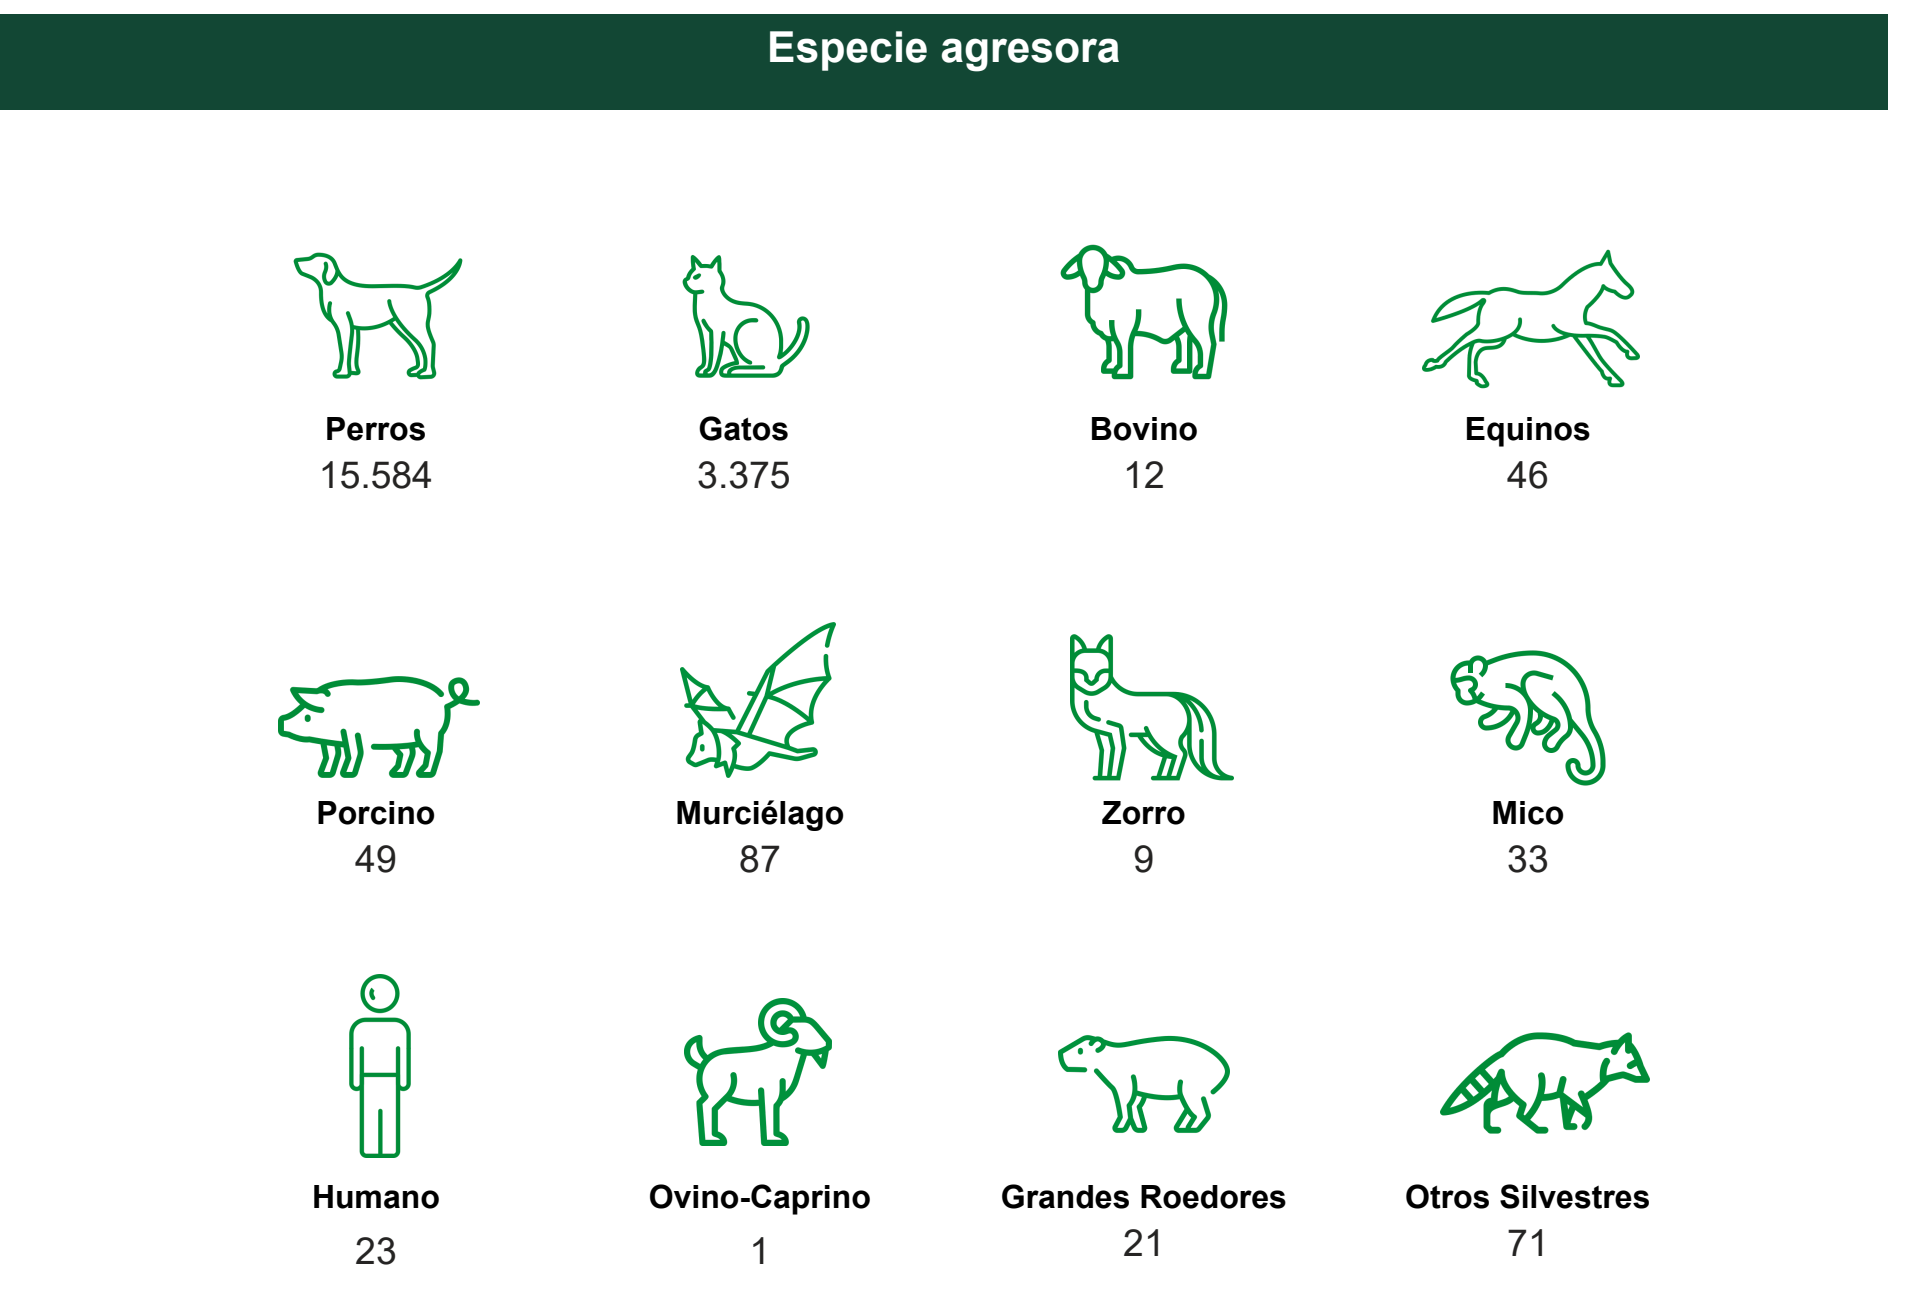 Especie agresora
Perros
15.584
Gatos
3.375
Bovino
12
Equinos
46
Porcino
49
Murciélago
87
Zorro
9
Mico
33
Humano
23
Ovino-Caprino
1
Grandes Roedores
21
Otros Silvestres
71